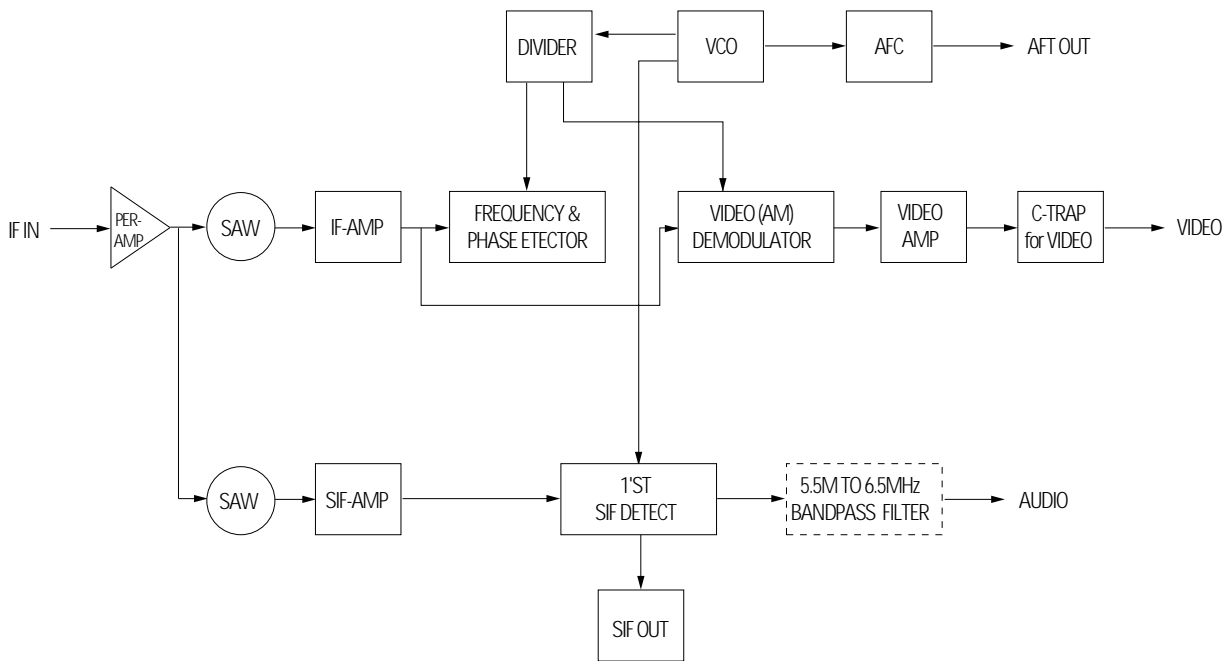 DIVIDER
VCO
AFC
AFT OUT
IF IN
PER-
AMP
SAW
IF-AMP
FREQUENCY &
PHASE ETECTOR
VIDEO (AM)
DEMODULATOR
VIDEO
AMP
C-TRAP
for VIDEO
VIDEO
SAW
SIF-AMP
1'ST
SIF DETECT
5.5M TO 6.5MHz
BANDPASS FILTER
AUDIO
SIF OUT